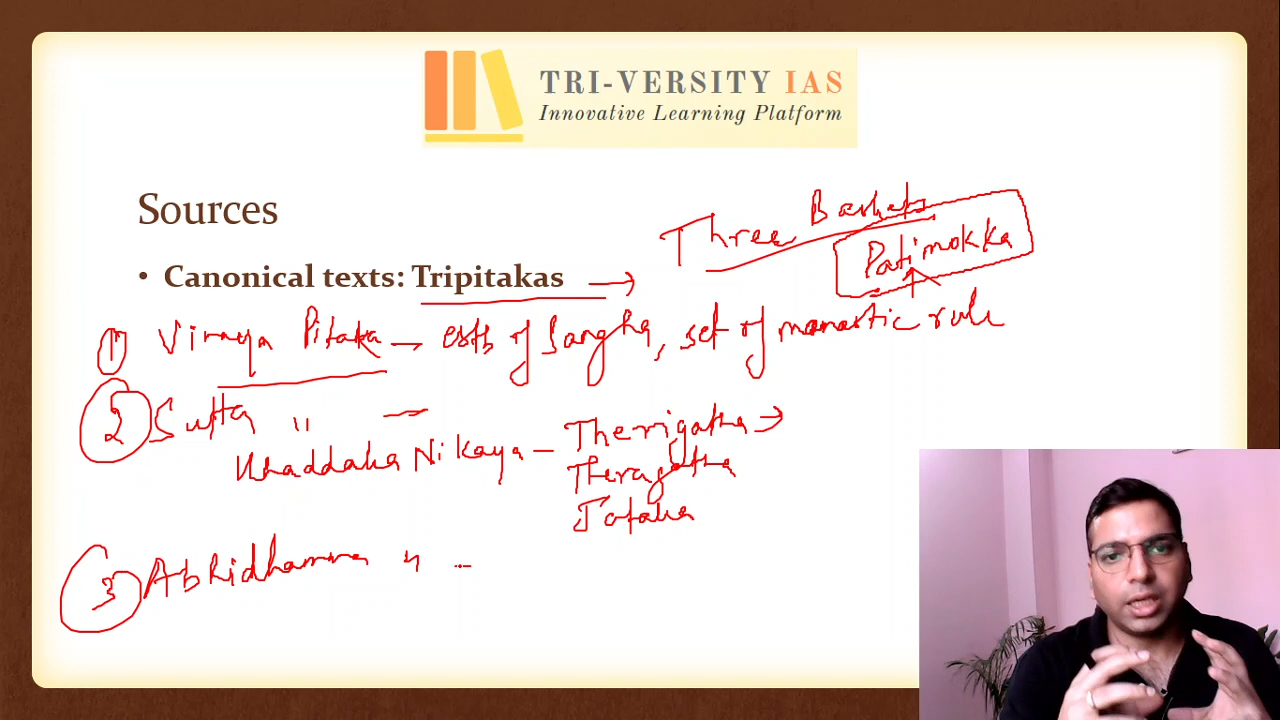 TRI-VERSITY IAS
Innovative Learning Platform
Sources
Three Baskets
Patimokka
• Canonical texts: Tripitakas →
1 Vinaya Pitaka — estb of Sangha, set of monastic rule
2 Sutta " —
Khaddaka Nikaya — Therigatha →
Theragatha
Jataka
3 Abhidhamma "